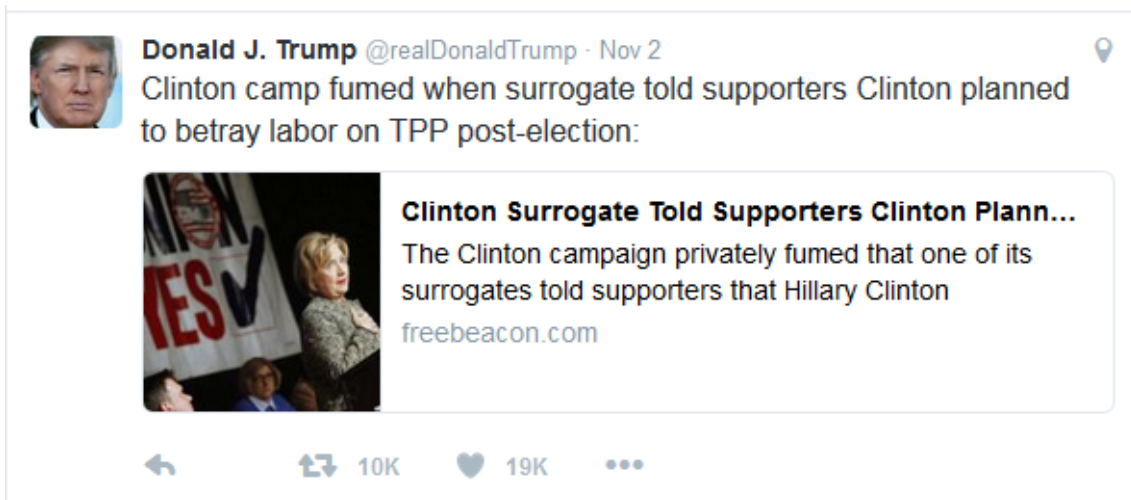 Donald J. Trump @realDonaldTrump · Nov 2
Clinton camp fumed when surrogate told supporters Clinton planned
to betray labor on TPP post-election:
Clinton Surrogate Told Supporters Clinton Plann...
The Clinton campaign privately fumed that one of its
surrogates told supporters that Hillary Clinton
freebeacon.com
YES
10K 19K